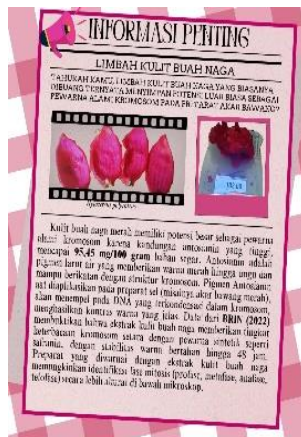 INFORMASI PENTING
LIMBAH KULIT BUAH NAGA
TAHUKAH KAMU, LIMBAH KULIT BUAH NAGA YANG BIASANYA
DIBUANG TERNYATA MENYIMPAN POTENSI LUAR BIASA SEBAGAI
PEWARNA ALAMI KROMOSOM PADA PREPARAT AKAR BAWANG?
Kulit buah naga merah memiliki potensi besar sebagai pewarna
alami kromosom karena kandungan antosianin yang tinggi,
mencapai 95,45 mg/100 gram bahan segar. Antosianin adalah
pigmen larut air yang memberikan warna merah hingga ungu dan
mampu berikatan dengan struktur kromosom. Pigmen Antosianin
saat diaplikasikan pada preparat sel (misalnya akar bawang merah),
akan menempel pada DNA yang terkondensasi dalam kromosom,
menghasilkan kontras warna yang jelas. Data dari BRIN (2022)
membuktikan bahwa ekstrak kulit buah naga memberikan tingkat
keterbacaan kromosom setara dengan pewarna sintetis seperti
safranin, dengan stabilitas warna bertahan hingga 48 jam.
Preparat yang diwarnai dengan ekstrak kulit buah naga
memungkinkan identifikasi fase mitosis (profase, metafase, anafase,
telofase) secara lebih akurat di bawah mikroskop.